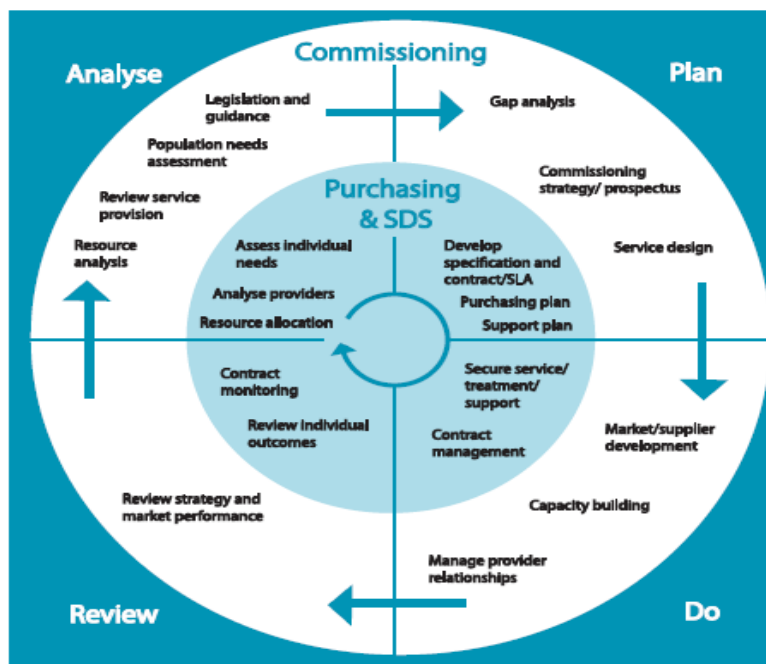 Analyse
Commissioning
Plan
Legislation and
guidance
Population needs
assessment
Review service
provision
Resource
analysis
Gap analysis
Commissioning
strategy/ prospectus
Service design
Purchasing
& SDS
Assess individual
needs
Analyse providers
Resource allocation
Develop
specification and
contract/SLA
Purchasing plan
Support plan
Contract
monitoring
Review individual
outcomes
Secure service/
treatment/
support
Contract
management
Market/supplier
development
Capacity building
Manage provider
relationships
Review strategy and
market performance
Review
Do